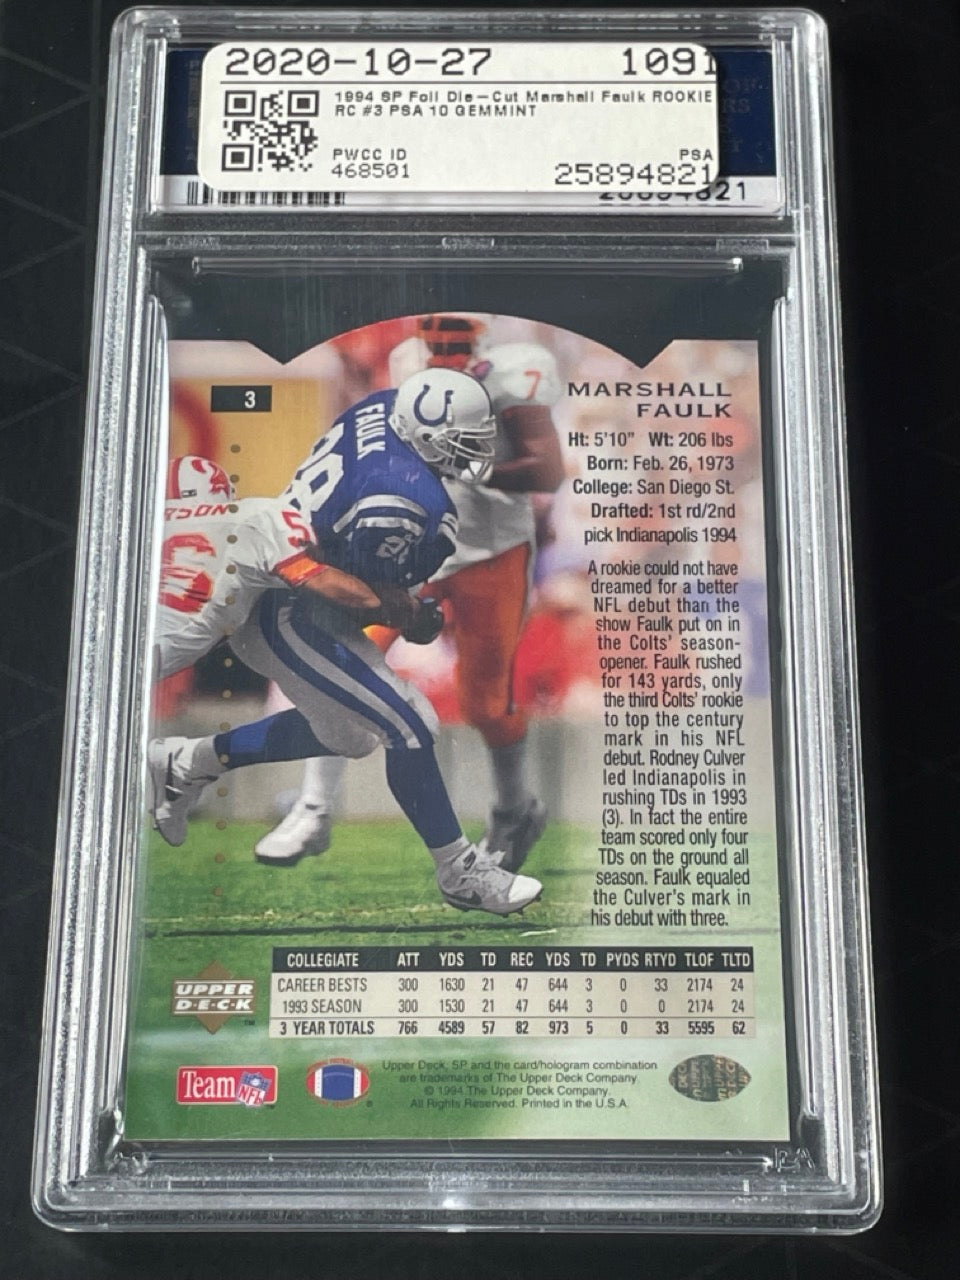 2020-10-27 1091
1994 SP Foil Die-Cut Marshall Faulk ROOKIE
RC #3 PSA 10 GEMMINT
PWCC ID PSA
468501 25894821
3
MARSHALL
FAULK
Ht: 5'10" Wt: 206 lbs
Born: Feb. 26, 1973
College: San Diego St.
Drafted: 1st rd/2nd
pick Indianapolis 1994
FAULK
28
7
A rookie could not have
dreamed for a better
NFL debut than the
show Faulk put on in
the Colts' season-
opener. Faulk rushed
for 143 yards, only
the third Colts' rookie
to top the century
mark in his NFL
debut. Rodney Culver
led Indianapolis in
rushing TDs in 1993
(3). In fact the entire
team scored only four
TDs on the ground all
season. Faulk equaled
the Culver's mark in
his debut with three.
COLLEGIATE ATT YDS TD REC YDS TD PYDS RTYD TLOF TLTD
CAREER BESTS 300 1630 21 47 644 3 0 33 2174 24
1993 SEASON 300 1530 21 47 644 3 0 0 2174 24
3 YEAR TOTALS 766 4589 57 82 973 5 0 33 5595 62
UPPER
D·E·C·K
™
Team NFL
Upper Deck, SP and the card/hologram combination
are trademarks of The Upper Deck Company.
© 1994 The Upper Deck Company.
All Rights Reserved. Printed in the U.S.A.